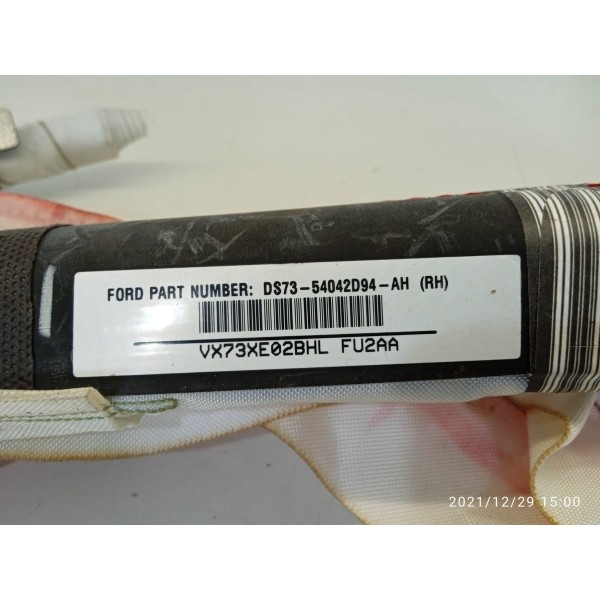 FORD PART NUMBER: DS73-54042D94-AH (RH)
VX73XE02BHL FU2AA
2021/12/29 15:00